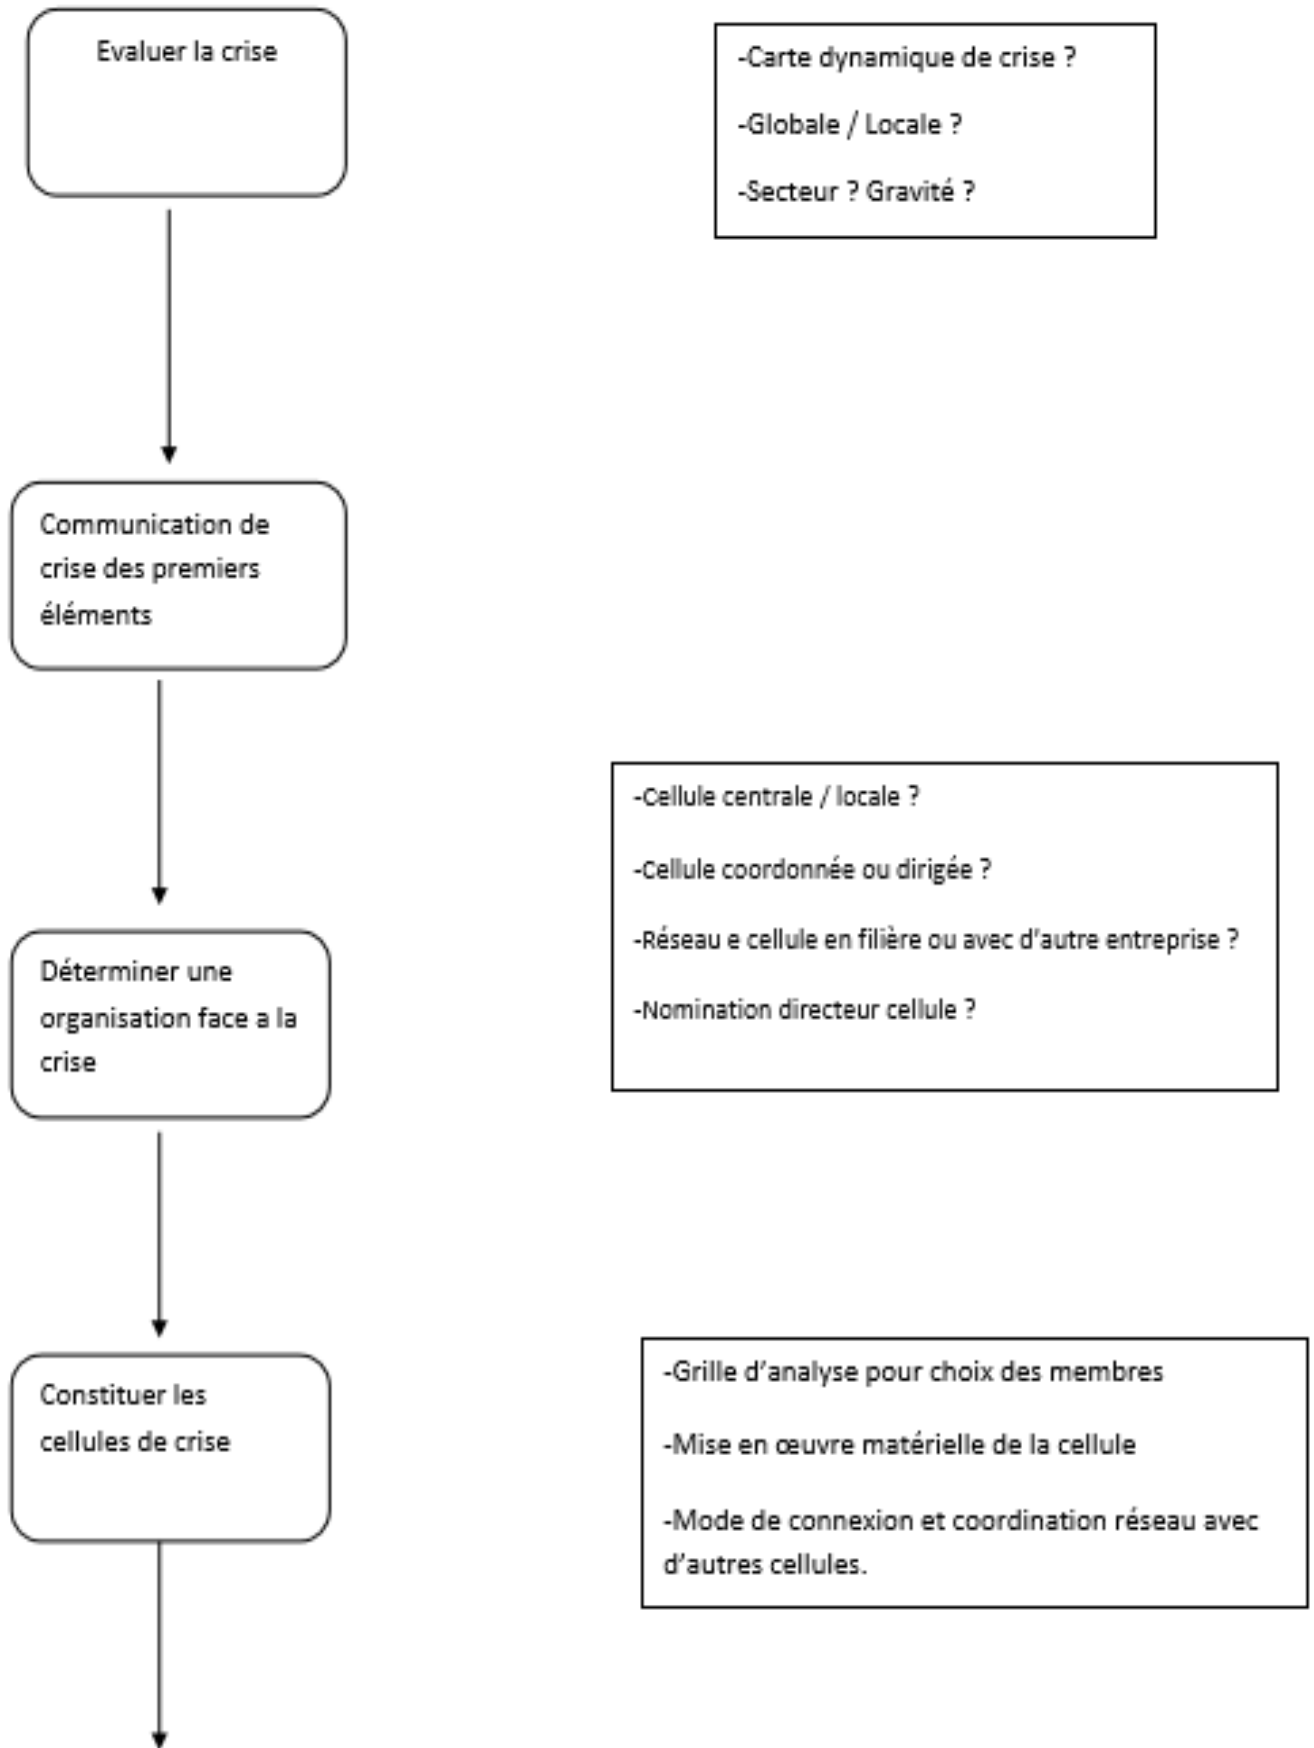 Evaluer la crise
-Carte dynamique de crise ?
-Globale / Locale ?
-Secteur ? Gravité ?
Communication de
crise des premiers
éléments
-Cellule centrale / locale ?
-Cellule coordonnée ou dirigée ?
-Réseau e cellule en filière ou avec d'autre entreprise ?
-Nomination directeur cellule ?
Déterminer une
organisation face a la
crise
Constituer les
cellules de crise
-Grille d'analyse pour choix des membres
-Mise en œuvre matérielle de la cellule
-Mode de connexion et coordination réseau avec
d'autres cellules.